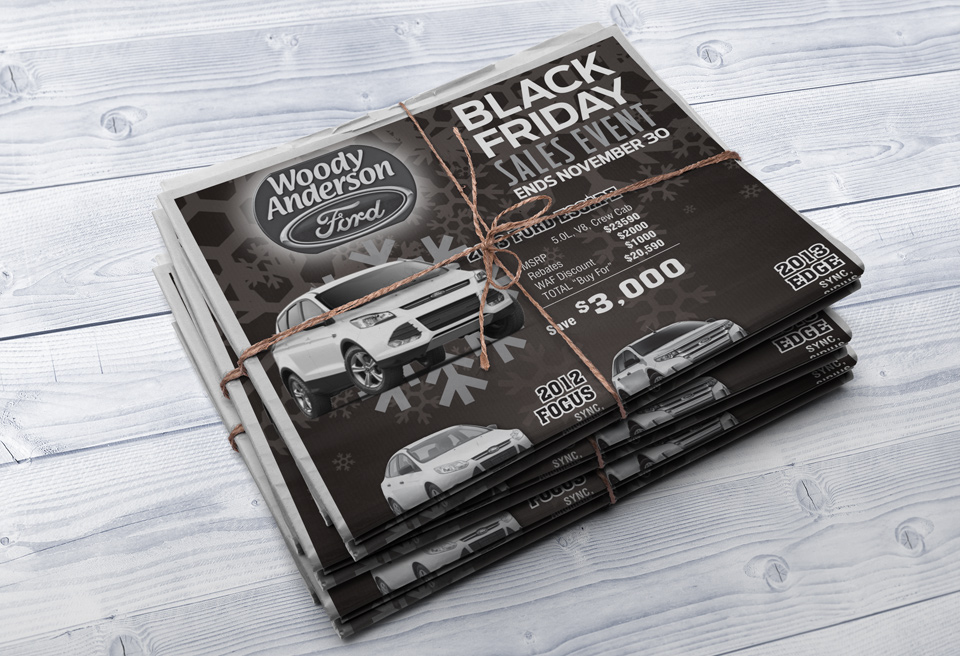 BLACK
FRIDAY
SALES EVENT
ENDS NOVEMBER 30
Woody
Anderson
Ford
FORD ESCAPE
5.0L, V8, Crew Cab
MSRP $23590
Rebates $2000
WAF Discount $1000
TOTAL "Buy For" $20,590
Save $3,000
2013
EDGE
SYNC.
2012
FOCUS
SYNC.
EDGE
SYNC.
SYNC.
FOCUS
SYNC.